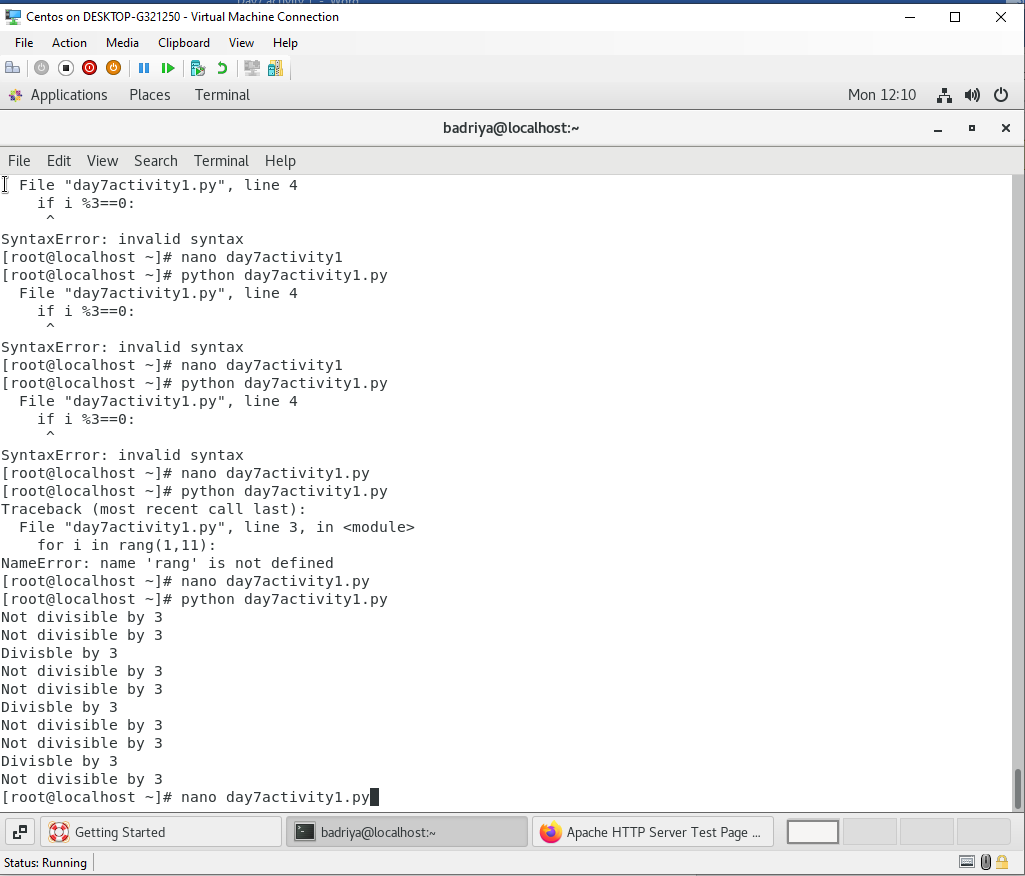 Centos on DESKTOP-G321250 - Virtual Machine Connection
File Action Media Clipboard View Help
Applications Places Terminal Mon 12:10
badriya@localhost:~
File Edit View Search Terminal Help
File "day7activity1.py", line 4
if i %3==0:
^
SyntaxError: invalid syntax
[root@localhost ~]# nano day7activity1
[root@localhost ~]# python day7activity1.py
File "day7activity1.py", line 4
if i %3==0:
^
SyntaxError: invalid syntax
[root@localhost ~]# nano day7activity1
[root@localhost ~]# python day7activity1.py
File "day7activity1.py", line 4
if i %3==0:
^
SyntaxError: invalid syntax
[root@localhost ~]# nano day7activity1.py
[root@localhost ~]# python day7activity1.py
Traceback (most recent call last):
File "day7activity1.py", line 3, in <module>
for i in rang(1,11):
NameError: name 'rang' is not defined
[root@localhost ~]# nano day7activity1.py
[root@localhost ~]# python day7activity1.py
Not divisible by 3
Not divisible by 3
Divisble by 3
Not divisible by 3
Not divisible by 3
Divisble by 3
Not divisible by 3
Not divisible by 3
Divisble by 3
Not divisible by 3
[root@localhost ~]# nano day7activity1.py
Getting Started badriya@localhost:~ Apache HTTP Server Test Page ...
Status: Running